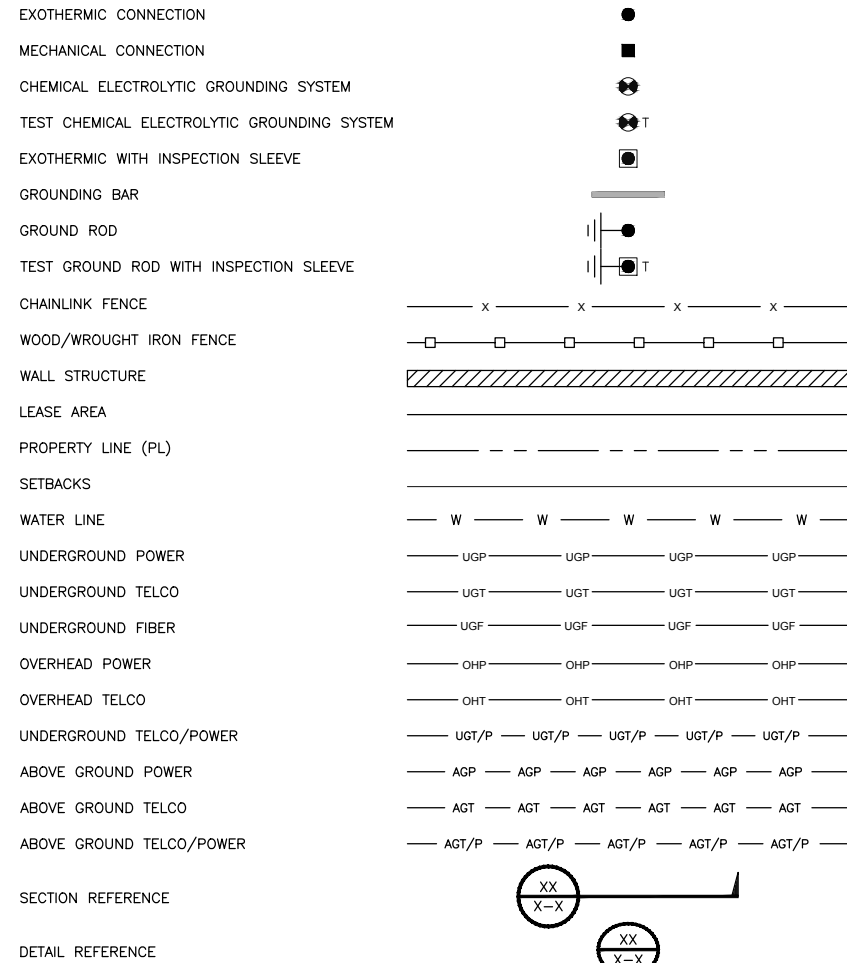 EXOTHERMIC CONNECTION
MECHANICAL CONNECTION
CHEMICAL ELECTROLYTIC GROUNDING SYSTEM
TEST CHEMICAL ELECTROLYTIC GROUNDING SYSTEM T
EXOTHERMIC WITH INSPECTION SLEEVE
GROUNDING BAR
GROUND ROD
TEST GROUND ROD WITH INSPECTION SLEEVE T
CHAINLINK FENCE X X X X
WOOD/WROUGHT IRON FENCE
WALL STRUCTURE
LEASE AREA
PROPERTY LINE (PL)
SETBACKS
WATER LINE W W W W W
UNDERGROUND POWER UGP UGP UGP UGP
UNDERGROUND TELCO UGT UGT UGT UGT
UNDERGROUND FIBER UGF UGF UGF UGF
OVERHEAD POWER OHP OHP OHP OHP
OVERHEAD TELCO OHT OHT OHT OHT
UNDERGROUND TELCO/POWER UGT/P UGT/P UGT/P UGT/P UGT/P
ABOVE GROUND POWER AGP AGP AGP AGP AGP AGP
ABOVE GROUND TELCO AGT AGT AGT AGT AGT AGT
ABOVE GROUND TELCO/POWER AGT/P AGT/P AGT/P AGT/P AGT/P
SECTION REFERENCE
XX
X-X
DETAIL REFERENCE
XX
X-X